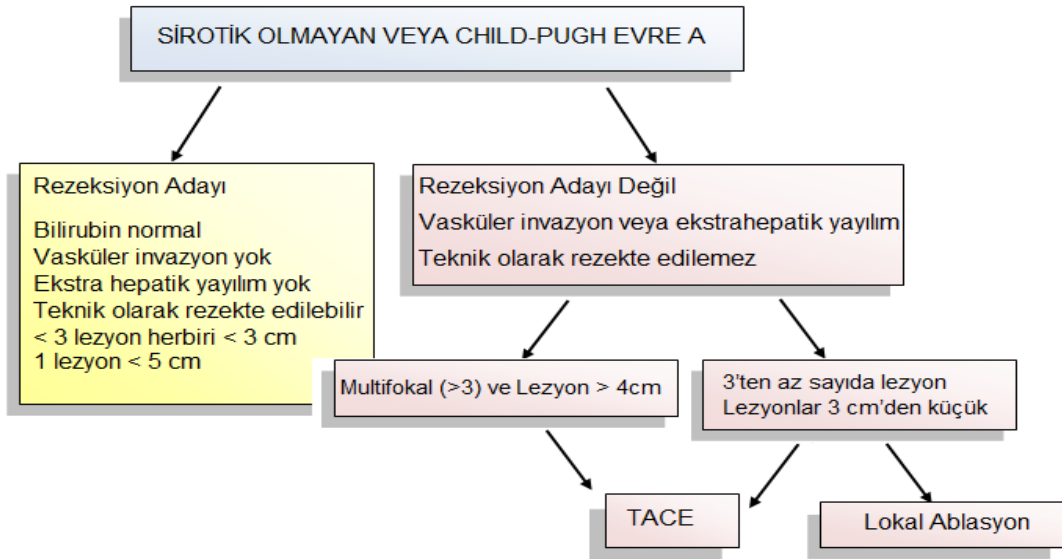 SİROTİK OLMAYAN VEYA CHILD-PUGH EVRE A
Rezeksiyon Adayı
Bilirubin normal
Vasküler invazyon yok
Ekstra hepatik yayılım yok
Teknik olarak rezekte edilebilir
< 3 lezyon herbiri < 3 cm
1 lezyon < 5 cm
Rezeksiyon Adayı Değil
Vasküler invazyon veya ekstrahepatik yayılım
Teknik olarak rezekte edilemez
Multifokal (>3) ve Lezyon > 4cm
3'ten az sayıda lezyon
Lezyonlar 3 cm'den küçük
TACE
Lokal Ablasyon